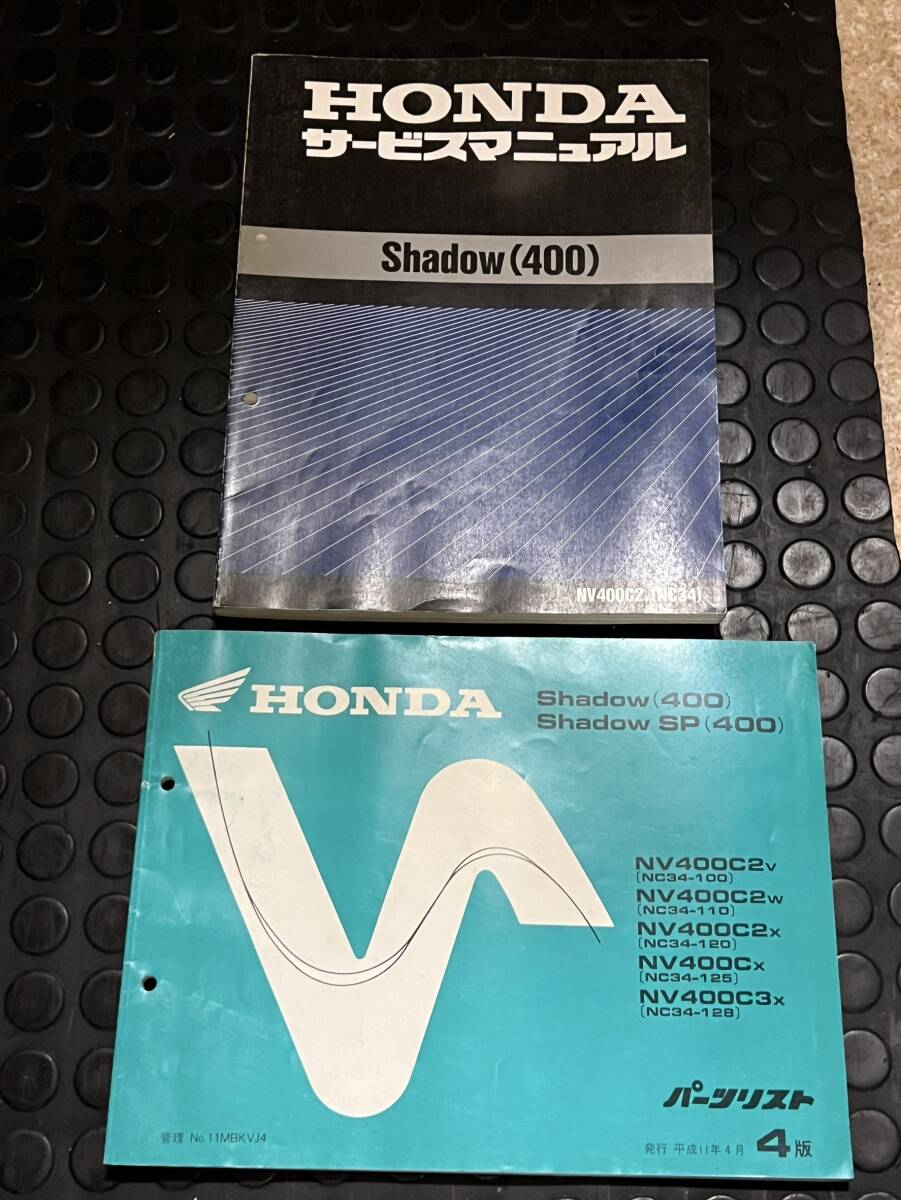 HONDA
サービスマニュアル
Shadow(400)
NV400C2V(NC34)
HONDA
Shadow(400)
Shadow SP(400)
NV400C2V
(NC34-100)
NV400C2W
(NC34-110)
NV400C2X
(NC34-120)
NV400CX
(NC34-125)
NV400C3X
(NC34-128)
パーツリスト
管理 No.11MBKVJ4
発行 平成11年4月 4版